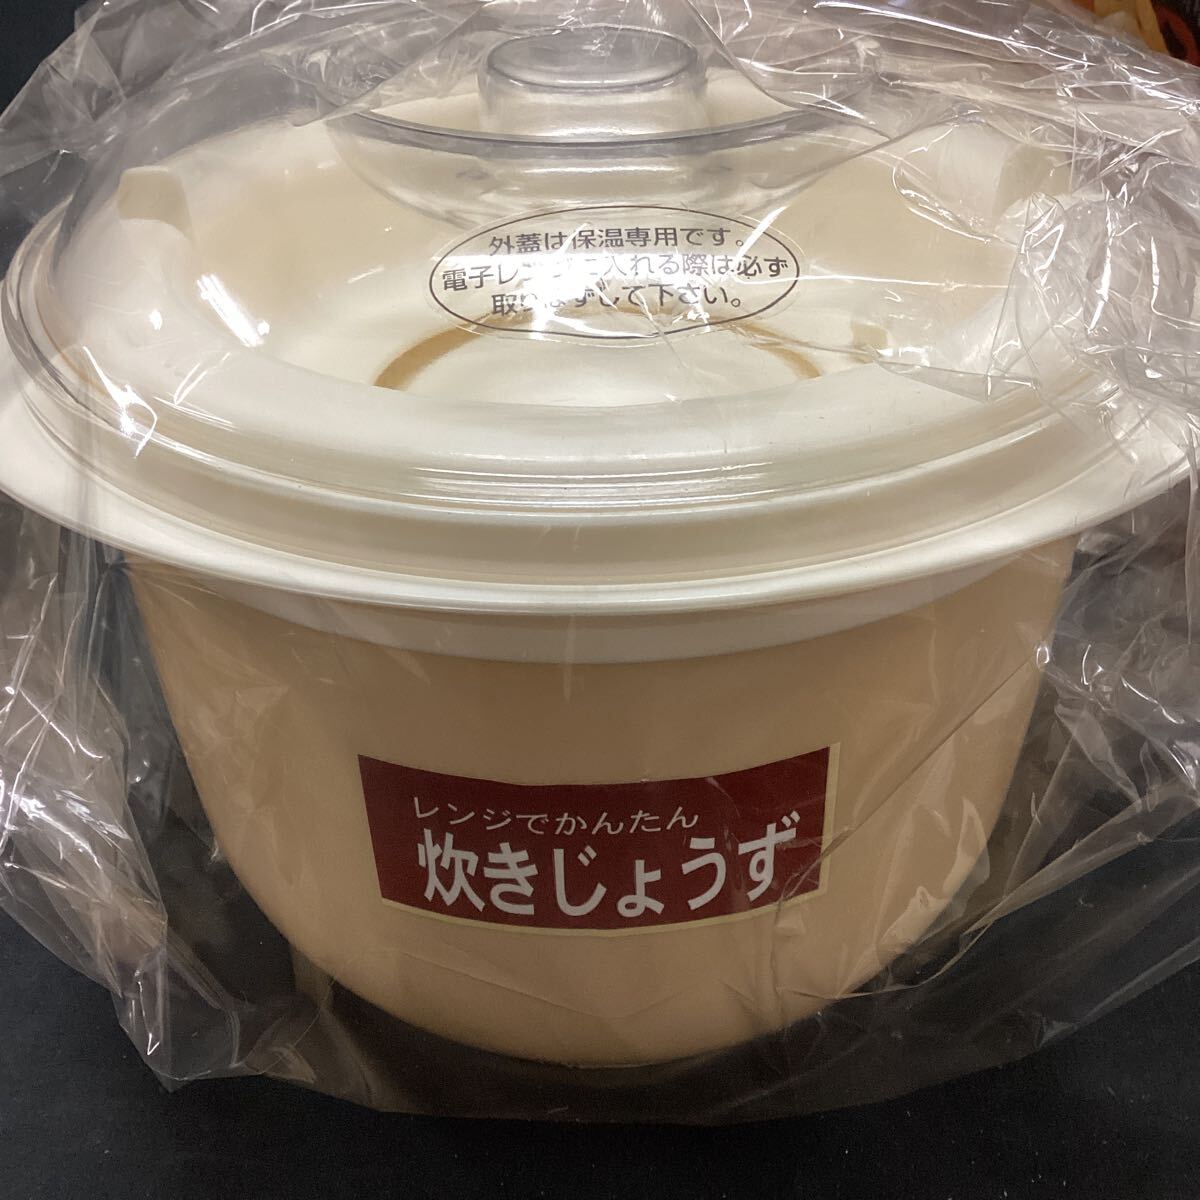 外蓋は保温専用です。
電子レンジに入れる際は必ず
取りはずして下さい。
レンジでかんたん
炊きじょうず